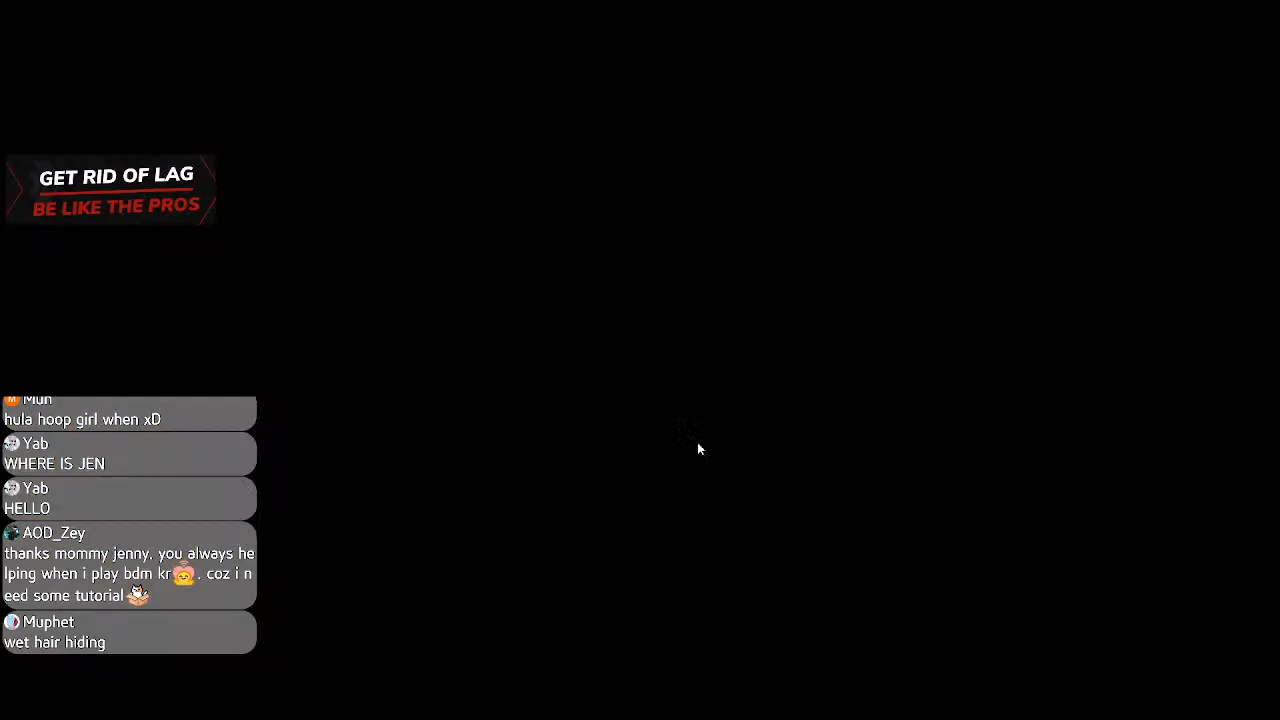 GET RID OF LAG
BE LIKE THE PROS
Muh
hula hoop girl when xD
Yab
WHERE IS JEN
Yab
HELLO
AOD_Zey
thanks mommy jenny. you always he
lping when i play bdm kr . coz i n
eed some tutorial
Muphet
wet hair hiding